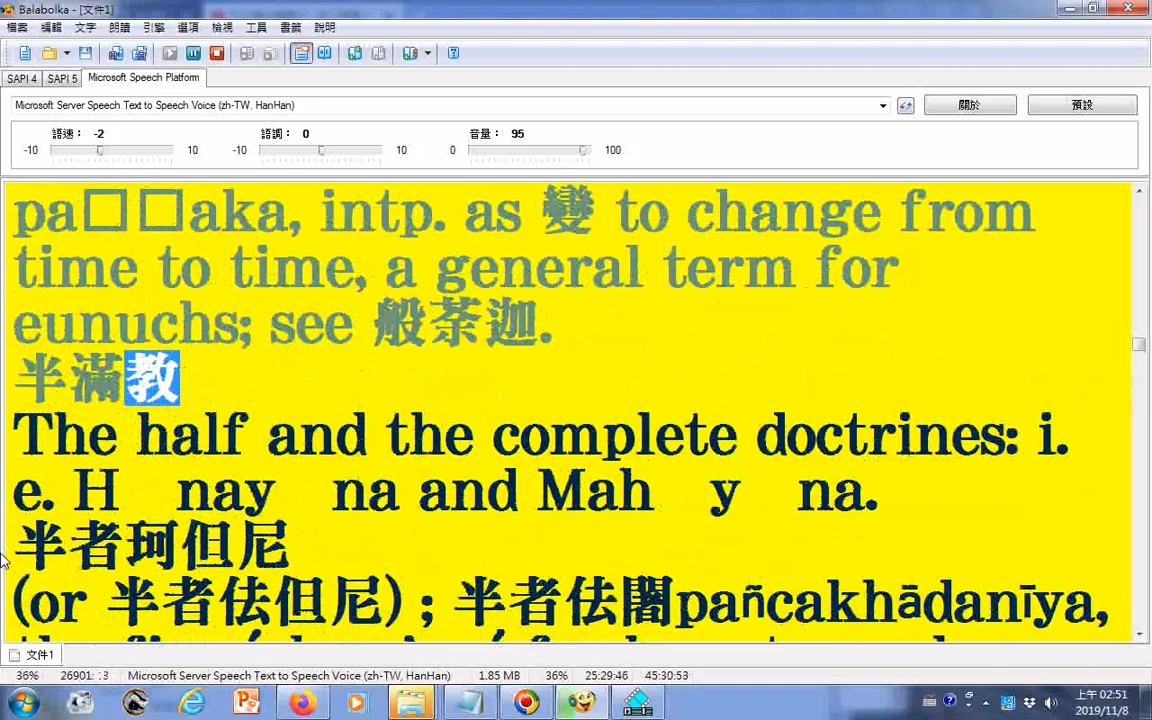 Balabolka - [文件1]
檔案 編輯 文字 朗讀 引擎 選項 檢視 工具 書籤 說明
SAPI 4 SAPI 5 Microsoft Speech Platform
Microsoft Server Speech Text to Speech Voice (zh-TW, HanHan) 關於 預設
語速： -2 語調： 0 音量： 95
-10 10 -10 10 0 100
pa□□aka, intp. as 變 to change from
time to time, a general term for
eunuchs; see 般荼迦.
半滿教
The half and the complete doctrines: i.
e. H nay na and Mah y na.
半者珂但尼
(or 半者佉但尼) ; 半者佉闍pañcakhādanīya,
文件1
36% 26901: :3 Microsoft Server Speech Text to Speech Voice (zh-TW, HanHan) 1.85 MB 36% 25:29:46 45:30:53
上午 02:51
2019/11/8